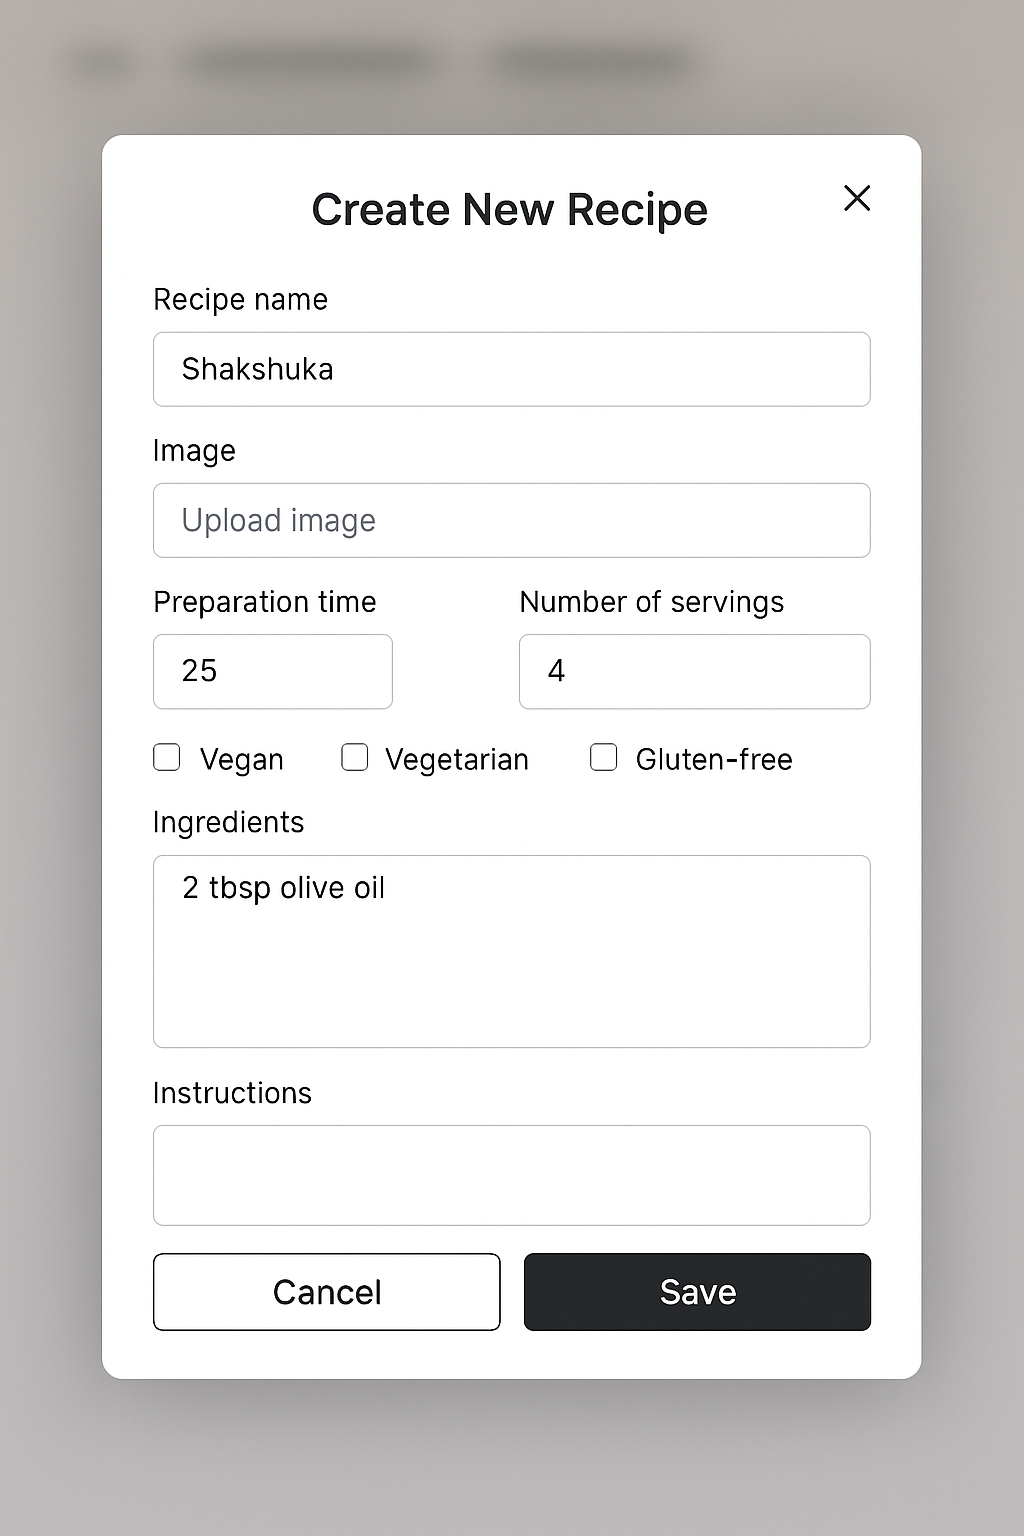 Create New Recipe
Recipe name
Shakshuka
Image
Upload image
Preparation time Number of servings
25 4
Vegan Vegetarian Gluten-free
Ingredients
2 tbsp olive oil
Instructions
Cancel Save